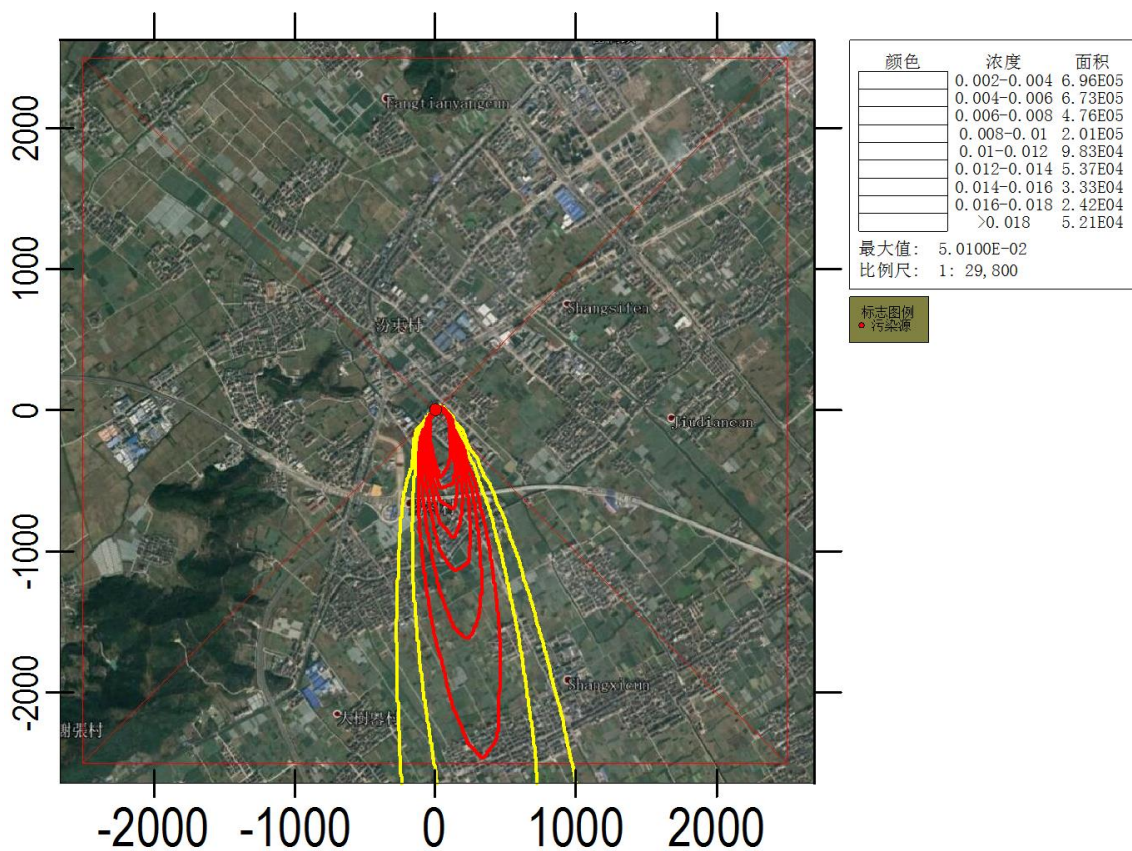 颜色 浓度 面积
0.002-0.004 6.96E05
0.004-0.006 6.73E05
0.006-0.008 4.76E05
0.008-0.01 2.01E05
0.01-0.012 9.83E04
0.012-0.014 5.37E04
0.014-0.016 3.33E04
0.016-0.018 2.42E04
>0.018 5.21E04
最大值: 5.0100E-02
比例尺: 1: 29,800
标志图例
污染源
2000
Fangtianyangcun
1000
Shangsifen
0
Jiudiancun
-1000
-2000
Shangxiecun
-2000 -1000 0 1000 2000